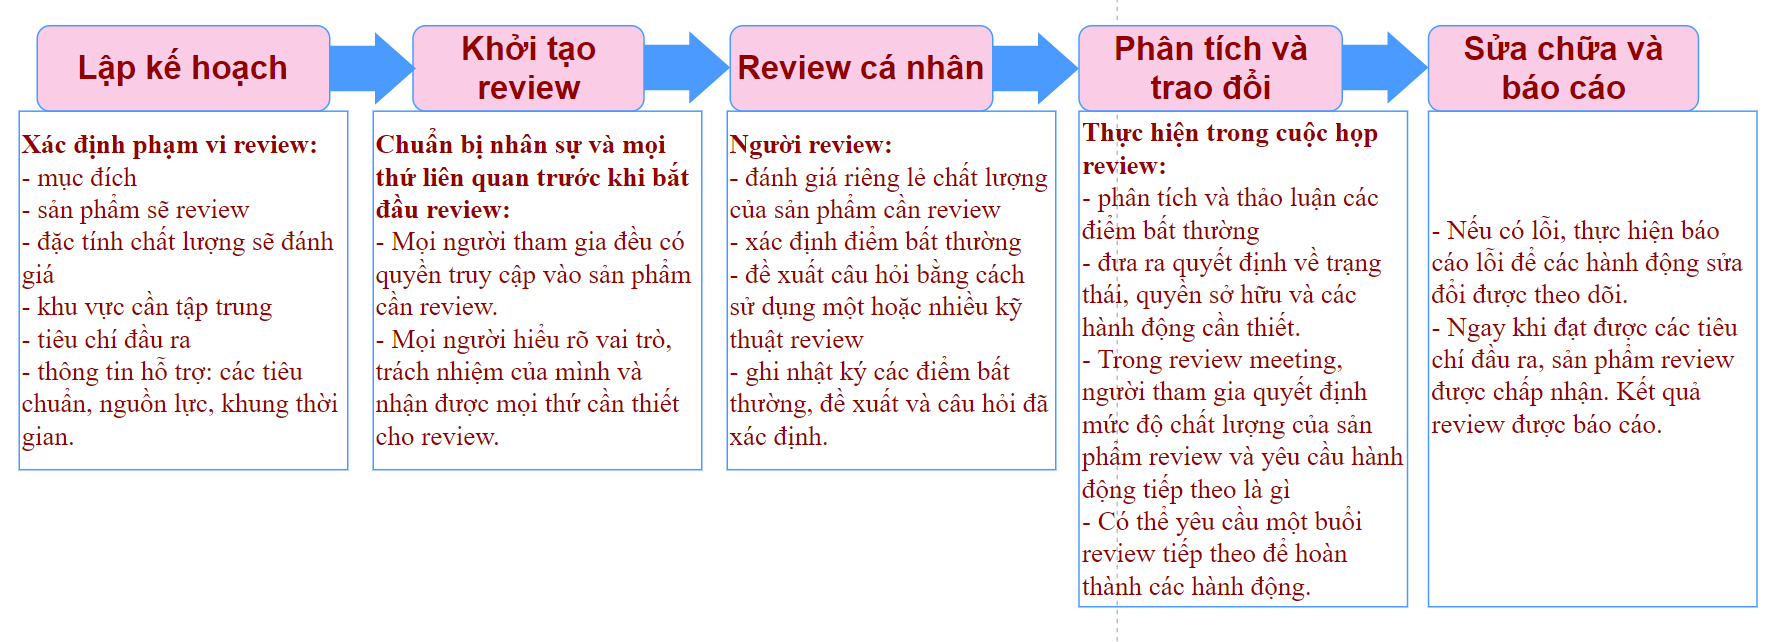 Lập kế hoạch
Khởi tạo
review
Review cá nhân
Phân tích và
trao đổi
Sửa chữa và
báo cáo
Xác định phạm vi review:
- mục đích
- sản phẩm sẽ review
- đặc tính chất lượng sẽ đánh
giá
- khu vực cần tập trung
- tiêu chí đầu ra
- thông tin hỗ trợ: các tiêu
chuẩn, nguồn lực, khung thời
gian.
Chuẩn bị nhân sự và mọi
thứ liên quan trước khi bắt
đầu review:
- Mọi người tham gia đều có
quyền truy cập vào sản phẩm
cần review.
- Mọi người hiểu rõ vai trò,
trách nhiệm của mình và
nhận được mọi thứ cần thiết
cho review.
Người review:
- đánh giá riêng lẻ chất lượng
của sản phẩm cần review
- xác định điểm bất thường
- đề xuất câu hỏi bằng cách
sử dụng một hoặc nhiều kỹ
thuật review
- ghi nhật ký các điểm bất
thường, đề xuất và câu hỏi đã
xác định.
Thực hiện trong cuộc họp
review:
- phân tích và thảo luận các
điểm bất thường
- đưa ra quyết định về trạng
thái, quyền sở hữu và các
hành động cần thiết.
- Trong review meeting,
người tham gia quyết định
mức độ chất lượng của sản
phẩm review và yêu cầu hành
động tiếp theo là gì
- Có thể yêu cầu một buổi
review tiếp theo để hoàn
thành các hành động.
- Nếu có lỗi, thực hiện báo
cáo lỗi để các hành động sửa
đổi được theo dõi.
- Ngay khi đạt được các tiêu
chí đầu ra, sản phẩm review
được chấp nhận. Kết quả
review được báo cáo.